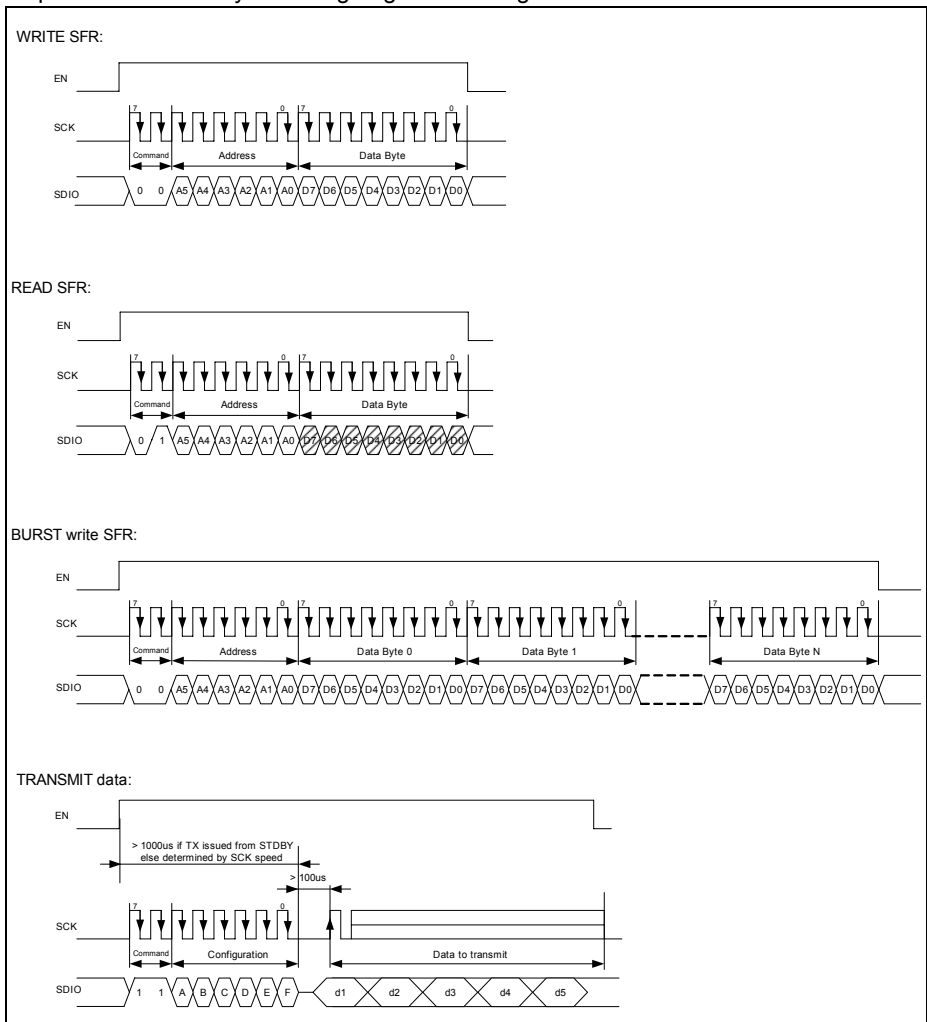 WRITE SFR:
EN
7 0 7 0
SCK
Command Address Data Byte
SDIO 0 0 A5 A4 A3 A2 A1 A0 D7 D6 D5 D4 D3 D2 D1 D0
READ SFR:
EN
7 0 7 0
SCK
Command Address Data Byte
SDIO 0 1 A5 A4 A3 A2 A1 A0 D7 D6 D5 D4 D3 D2 D1 D0
BURST write SFR:
EN
7 0 7 0 7 0 7 0
SCK
Command Address Data Byte 0 Data Byte 1 Data Byte N
SDIO 0 0 A5 A4 A3 A2 A1 A0 D7 D6 D5 D4 D3 D2 D1 D0 D7 D6 D5 D4 D3 D2 D1 D0 D7 D6 D5 D4 D3 D2 D1 D0
TRANSMIT data:
EN
> 1000us if TX issued from STDBY
else determined by SCK speed
> 100us
7 0
SCK
Command Configuration Data to transmit
SDIO 1 1 A B C D E F d1 d2 d3 d4 d5